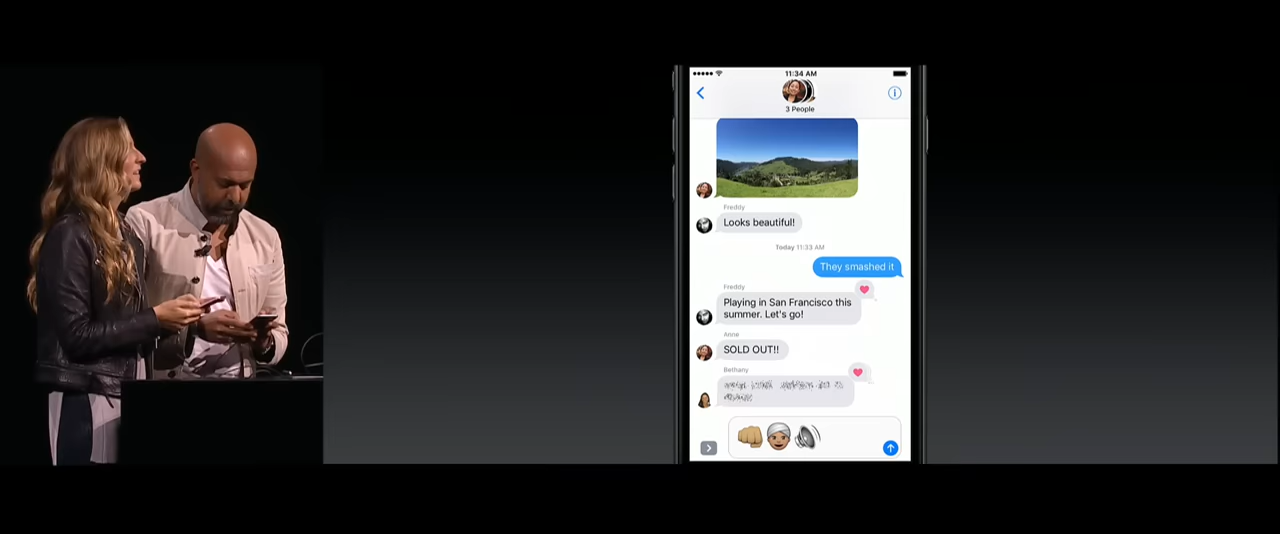 11:34 AM
3 People
Freddy
Looks beautiful!
Today 11:33 AM
They smashed it
Freddy
Playing in San Francisco this
summer. Let's go!
Anne
SOLD OUT!!
Bethany